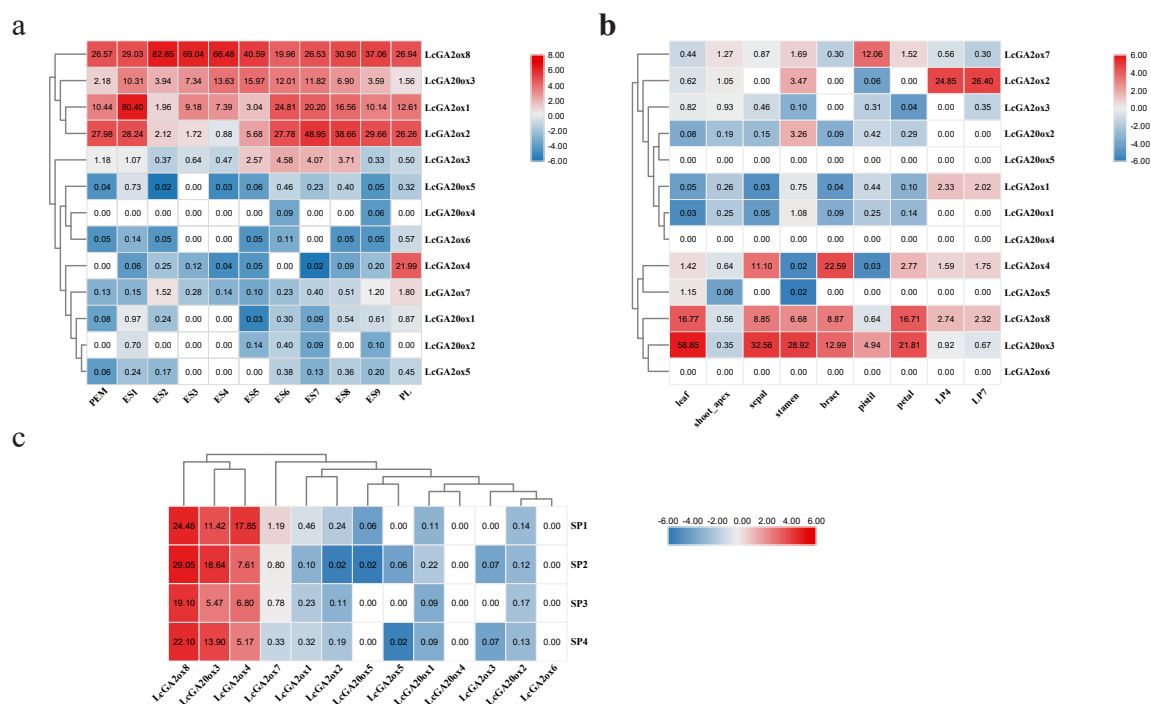 a
26.57 29.03 82.85 69.04 66.48 40.59 19.96 26.53 30.90 37.06 26.94 LcGA2ox8
2.18 10.31 3.94 7.34 13.63 15.97 12.01 11.82 6.90 3.59 1.56 LcGA20ox3
10.44 80.40 1.96 9.18 7.39 3.04 24.81 20.20 16.56 10.14 12.61 LcGA2ox1
27.98 28.24 2.12 1.72 0.88 5.68 27.78 48.95 38.66 29.66 26.26 LcGA2ox2
1.18 1.07 0.37 0.64 0.47 2.57 4.58 4.07 3.71 0.33 0.50 LcGA2ox3
0.04 0.73 0.02 0.00 0.03 0.06 0.46 0.23 0.40 0.05 0.32 LcGA20ox5
0.00 0.00 0.00 0.00 0.00 0.00 0.09 0.00 0.00 0.06 0.00 LcGA20ox4
0.05 0.14 0.05 0.00 0.00 0.05 0.11 0.00 0.05 0.05 0.57 LcGA2ox6
0.00 0.06 0.25 0.12 0.04 0.05 0.00 0.02 0.09 0.20 21.99 LcGA2ox4
0.13 0.15 1.52 0.28 0.14 0.10 0.23 0.40 0.51 1.20 1.80 LcGA2ox7
0.08 0.97 0.24 0.00 0.00 0.03 0.30 0.09 0.54 0.61 0.87 LcGA20ox1
0.00 0.70 0.00 0.00 0.00 0.14 0.40 0.09 0.00 0.10 0.00 LcGA20ox2
0.06 0.24 0.17 0.00 0.00 0.00 0.38 0.13 0.36 0.20 0.45 LcGA2ox5
PEM ES1 ES2 ES3 ES4 ES5 ES6 ES7 ES8 ES9 PL
8.00
6.00
4.00
2.00
0.00
-2.00
-4.00
-6.00
b
0.44 1.27 0.87 1.69 0.30 12.06 1.52 0.56 0.30 LcGA2ox7
0.62 1.05 0.00 3.47 0.00 0.06 0.00 24.85 26.40 LcGA2ox2
0.82 0.93 0.46 0.10 0.00 0.31 0.04 0.00 0.35 LcGA2ox3
0.08 0.19 0.15 3.26 0.09 0.42 0.29 0.00 0.00 LcGA20ox2
0.00 0.00 0.00 0.00 0.00 0.00 0.00 0.00 0.00 LcGA20ox5
0.05 0.26 0.03 0.75 0.04 0.44 0.10 2.33 2.02 LcGA2ox1
0.03 0.25 0.05 1.08 0.09 0.25 0.14 0.00 0.00 LcGA20ox1
0.00 0.00 0.00 0.00 0.00 0.00 0.00 0.00 0.00 LcGA20ox4
1.42 0.64 11.10 0.02 22.59 0.03 2.77 1.59 1.75 LcGA2ox4
1.15 0.06 0.00 0.02 0.00 0.00 0.00 0.00 0.00 LcGA2ox5
16.77 0.56 8.85 6.68 8.87 0.64 16.71 2.74 2.32 LcGA2ox8
58.85 0.35 32.56 28.92 12.99 4.94 21.81 0.92 0.67 LcGA20ox3
0.00 0.00 0.00 0.00 0.00 0.00 0.00 0.00 0.00 LcGA2ox6
leaf shoot_apex sepal stamen bract pistil petal LP4 LP7
6.00
4.00
2.00
0.00
-2.00
-4.00
-6.00
c
24.48 11.42 17.85 1.19 0.46 0.24 0.06 0.00 0.11 0.00 0.00 0.14 0.00 SP1
29.05 18.64 7.61 0.80 0.10 0.02 0.02 0.06 0.22 0.00 0.07 0.12 0.00 SP2
19.10 5.47 6.80 0.78 0.23 0.11 0.00 0.00 0.09 0.00 0.00 0.17 0.00 SP3
22.10 13.90 5.17 0.33 0.32 0.19 0.00 0.02 0.09 0.00 0.07 0.13 0.00 SP4
LcGA2ox8 LcGA20ox3 LcGA2ox4 LcGA2ox7 LcGA2ox1 LcGA2ox2 LcGA20ox5 LcGA2ox5 LcGA20ox1 LcGA20ox4 LcGA2ox3 LcGA20ox2 LcGA2ox6
-6.00 -4.00 -2.00 0.00 2.00 4.00 6.00